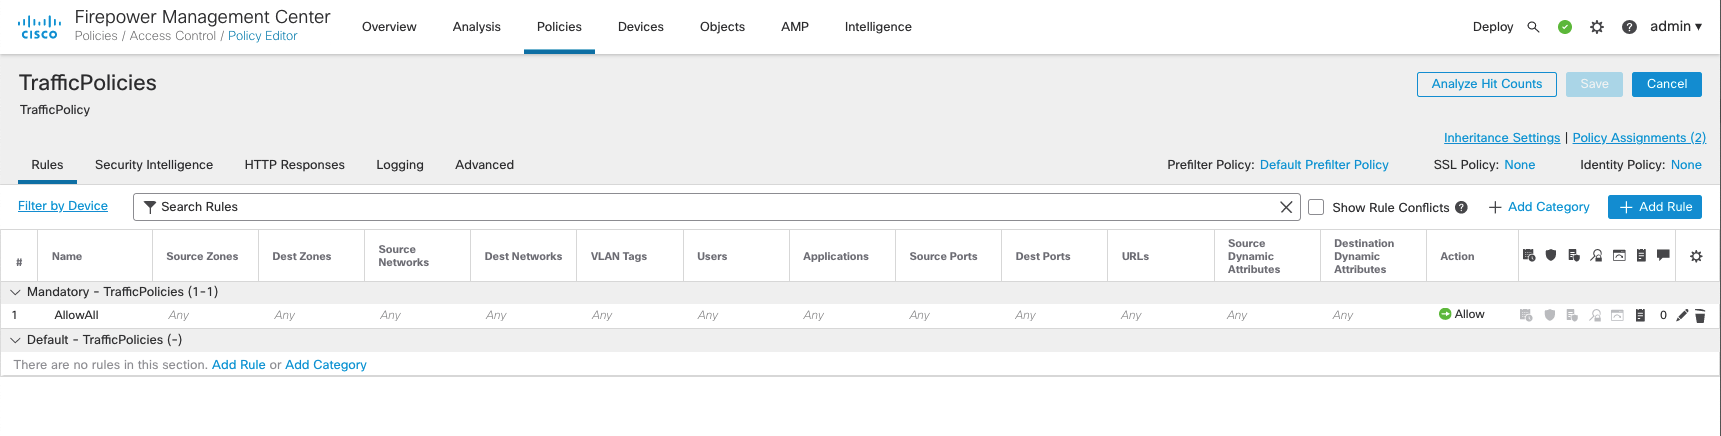 Firepower Management Center
CISCO
Policies / Access Control / Policy Editor
Overview Analysis Policies Devices Objects AMP Intelligence
Deploy admin
TrafficPolicies
Analyze Hit Counts Save Cancel
TrafficPolicy
Inheritance Settings | Policy Assignments (2)
Rules Security Intelligence HTTP Responses Logging Advanced
Prefilter Policy: Default Prefilter Policy SSL Policy: None Identity Policy: None
Filter by Device Search Rules Show Rule Conflicts ? + Add Category + Add Rule
# Name Source Zones Dest Zones Source Networks Dest Networks VLAN Tags Users Applications Source Ports Dest Ports URLs Source Dynamic Attributes Destination Dynamic Attributes Action
Mandatory - TrafficPolicies (1-1)
1 AllowAll Any Any Any Any Any Any Any Any Any Any Any Any Allow 0
Default - TrafficPolicies (-)
There are no rules in this section. Add Rule or Add Category